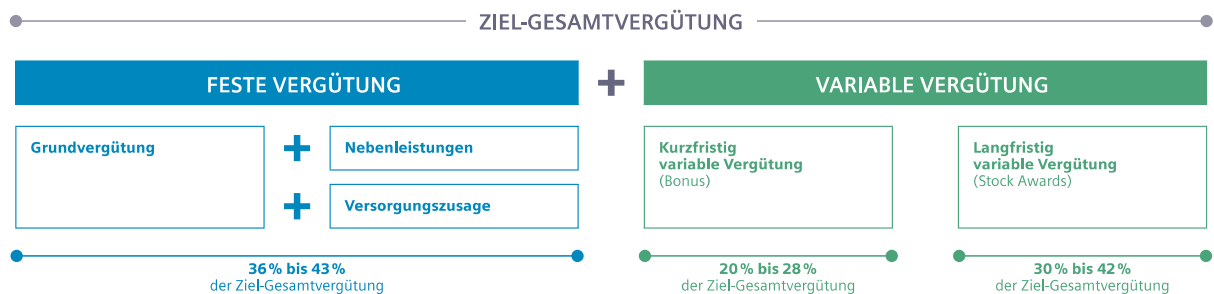 ZIEL-GESAMTVERGÜTUNG
FESTE VERGÜTUNG
+
VARIABLE VERGÜTUNG
Grundvergütung
+
Nebenleistungen
+
Versorgungszusage
36 % bis 43 %
der Ziel-Gesamtvergütung
Kurzfristig
variable Vergütung
(Bonus)
20 % bis 28 %
der Ziel-Gesamtvergütung
Langfristig
variable Vergütung
(Stock Awards)
30 % bis 42 %
der Ziel-Gesamtvergütung